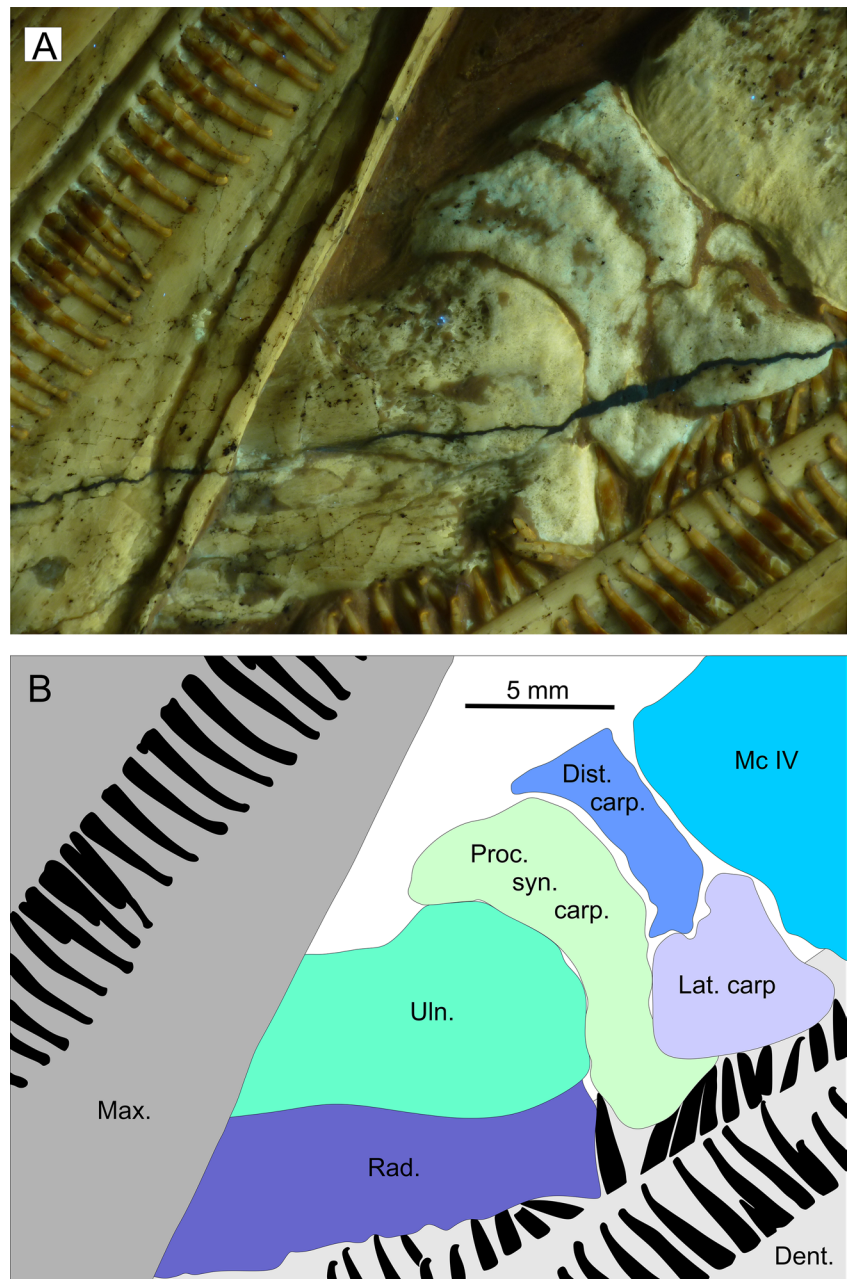 A
B
5 mm
Dist.
carp.
Mc IV
Proc.
syn.
carp.
Uln.
Lat. carp
Max.
Rad.
Dent.